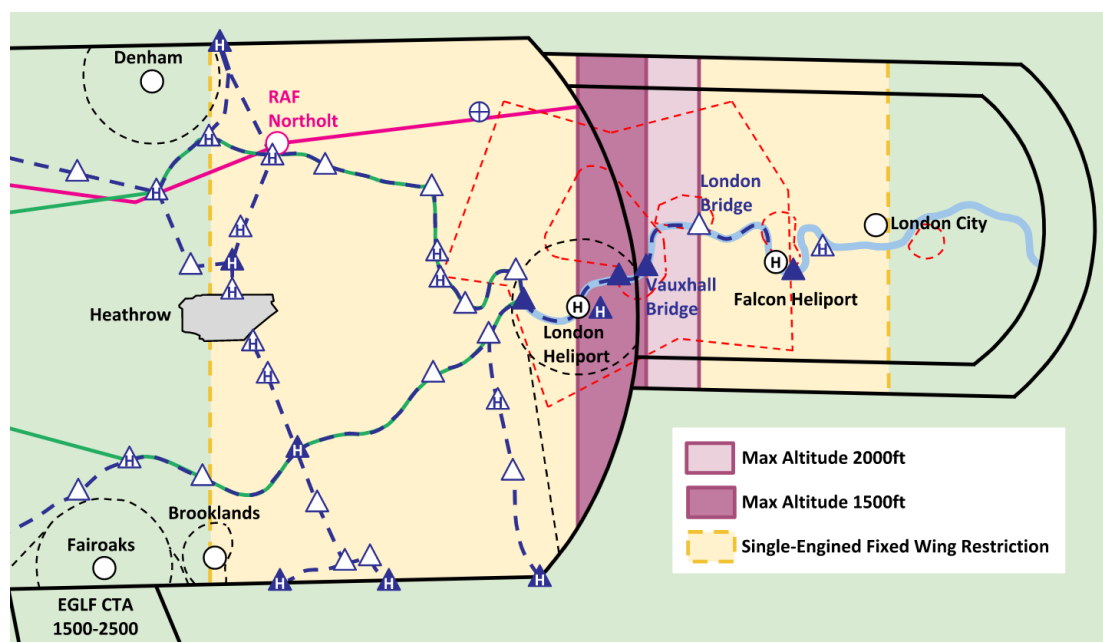 Denham
RAF
Northolt
H
H
H
H
H
H
H
Heathrow
H
H
H
H
H
H
London
Heliport
H
H
Vauxhall
Bridge
London
Bridge
H
Falcon Heliport
H
London City
H
H
H
Brooklands
Fairoaks
H
H
H
EGLF CTA
1500-2500
Max Altitude 2000ft
Max Altitude 1500ft
Single-Engined Fixed Wing Restriction